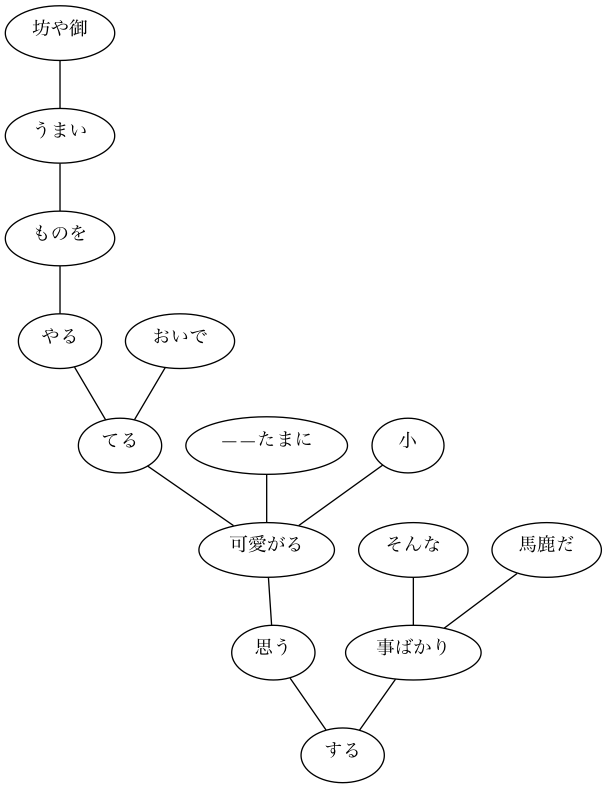 坊や御
うまい
ものを
やる
おいで
てる
——たまに
小
可愛がる
そんな
馬鹿だ
思う
事ばかり
する